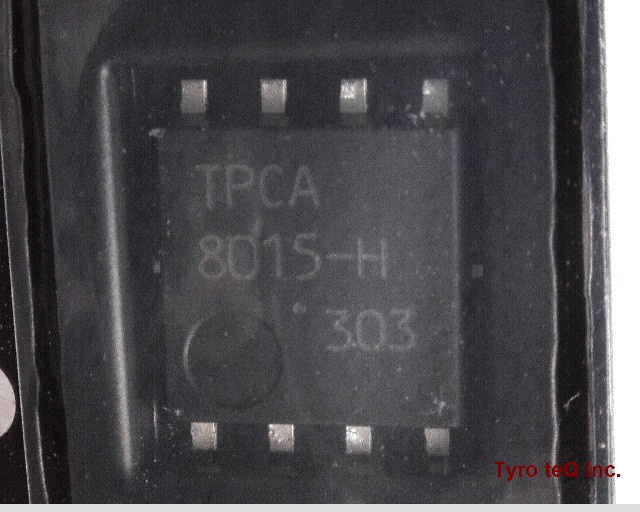 TPCA
8015-H
303
Tyro teQ Inc.